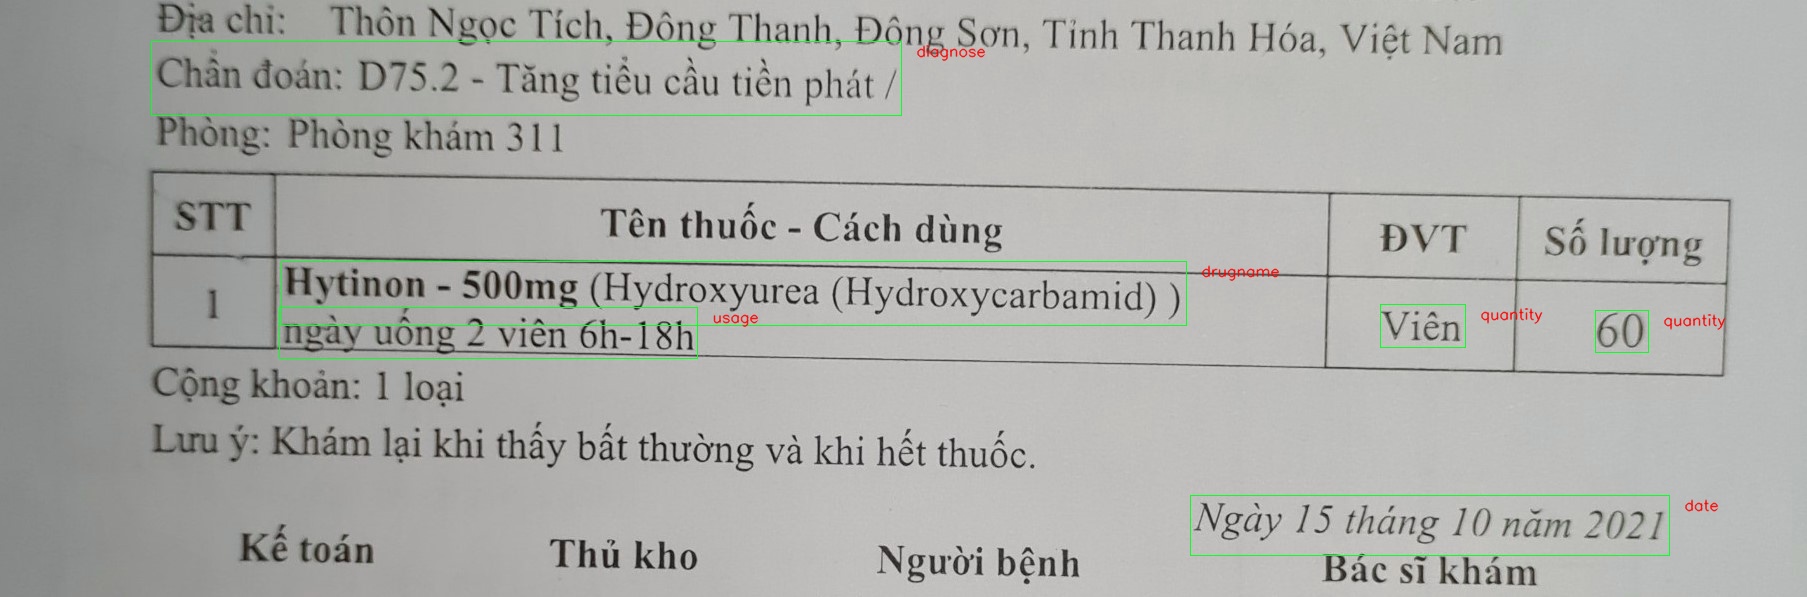 Địa chỉ: Thôn Ngọc Tích, Đông Thanh, Đông Sơn, Tỉnh Thanh Hóa, Việt Nam
diagnose
Chẩn đoán: D75.2 - Tăng tiểu cầu tiền phát /
Phòng: Phòng khám 311
STT Tên thuốc - Cách dùng ĐVT Số lượng
1 Hytinon - 500mg (Hydroxyurea (Hydroxycarbamid) ) drugname
ngày uống 2 viên 6h-18h usage Viên quantity 60 quantity
Cộng khoản: 1 loại
Lưu ý: Khám lại khi thấy bất thường và khi hết thuốc.
Ngày 15 tháng 10 năm 2021 date
Kế toán Thủ kho Người bệnh Bác sĩ khám